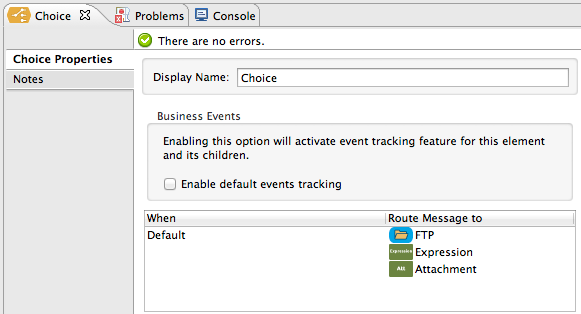 Choice Problems Console
There are no errors.
Choice Properties
Notes
Display Name: Choice
Business Events
Enabling this option will activate event tracking feature for this element
and its children.
Enable default events tracking
When Route Message to
Default FTP
Expression Expression
Att Attachment